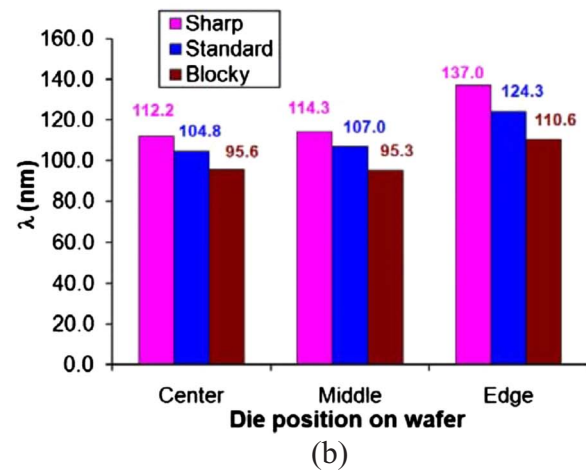 Sharp
Standard
Blocky
160.0
140.0
120.0
100.0
80.0
60.0
40.0
20.0
0.0
λ (nm)
112.2
104.8
95.6
114.3
107.0
95.3
137.0
124.3
110.6
Center Middle Edge
Die position on wafer
(b)